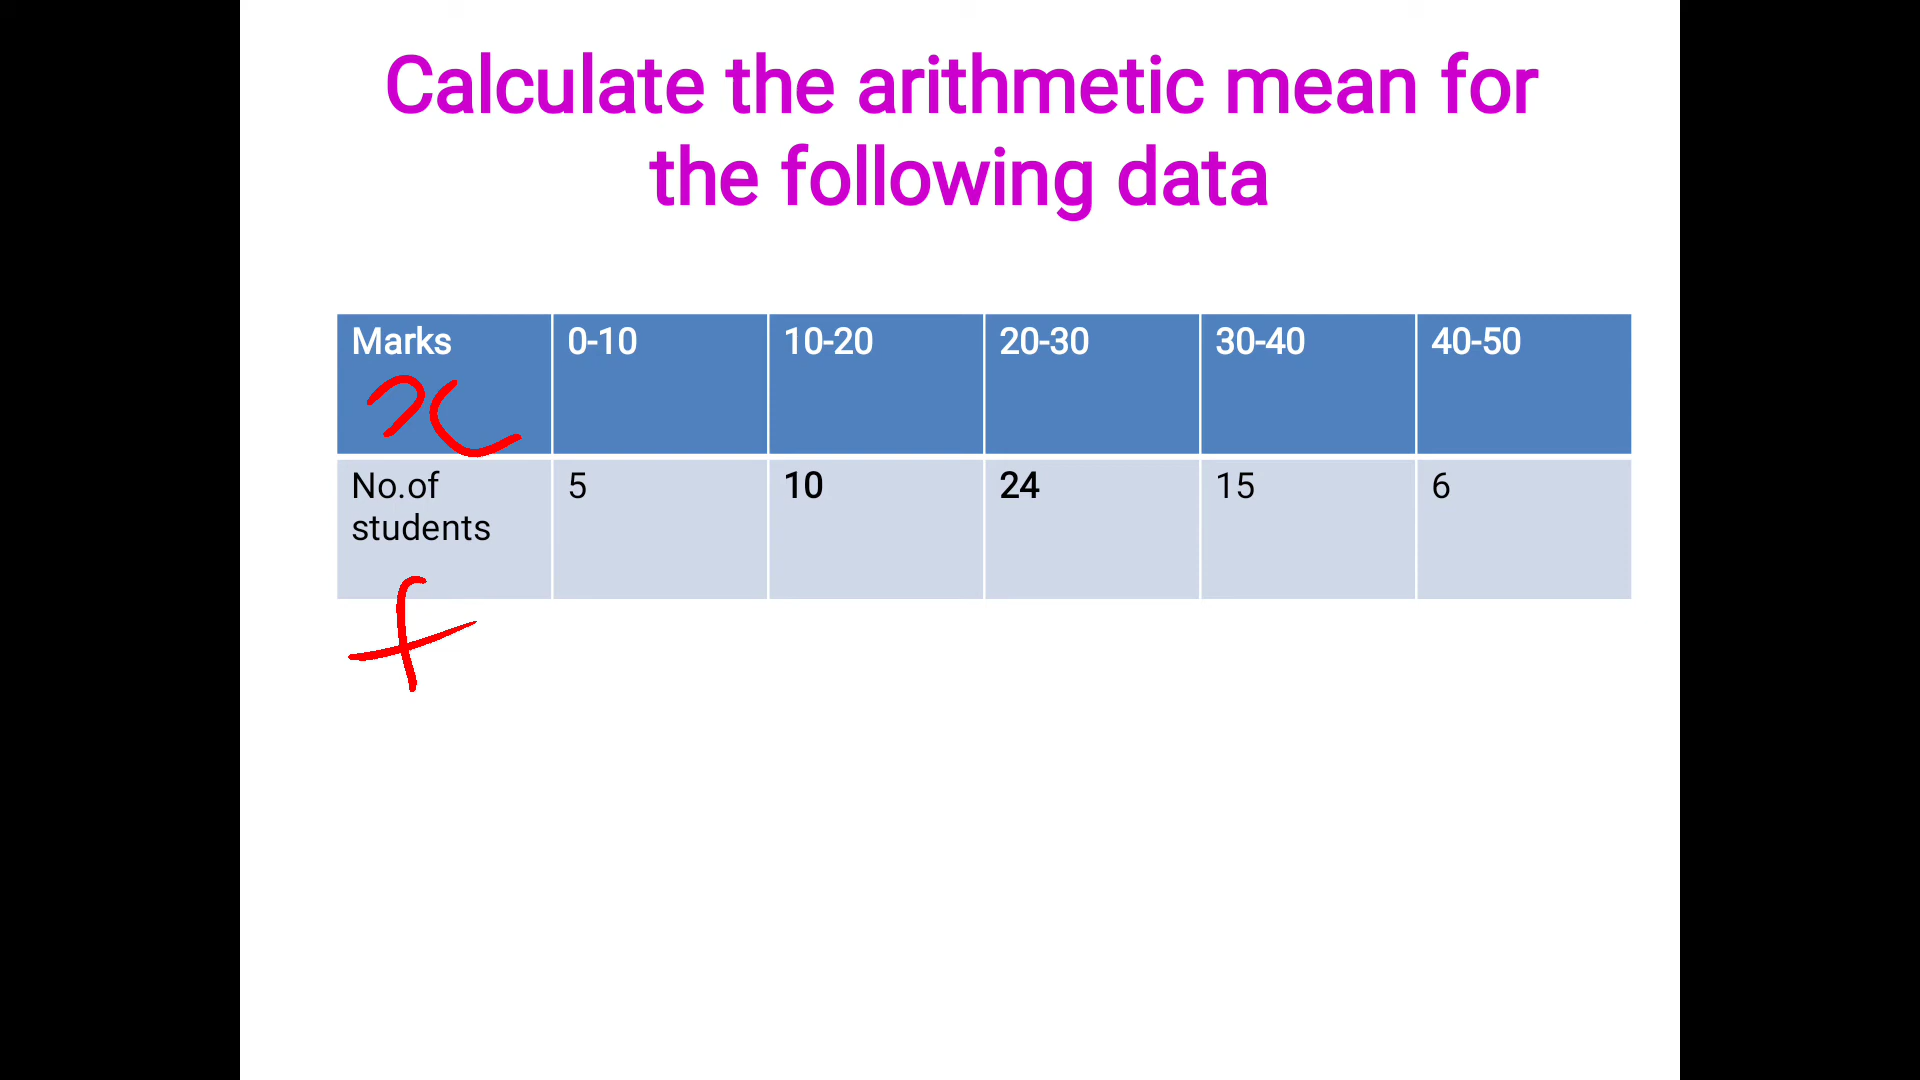 Calculate the arithmetic mean for
the following data
Marks 0-10 10-20 20-30 30-40 40-50
x
No.of 5 10 24 15 6
students
f